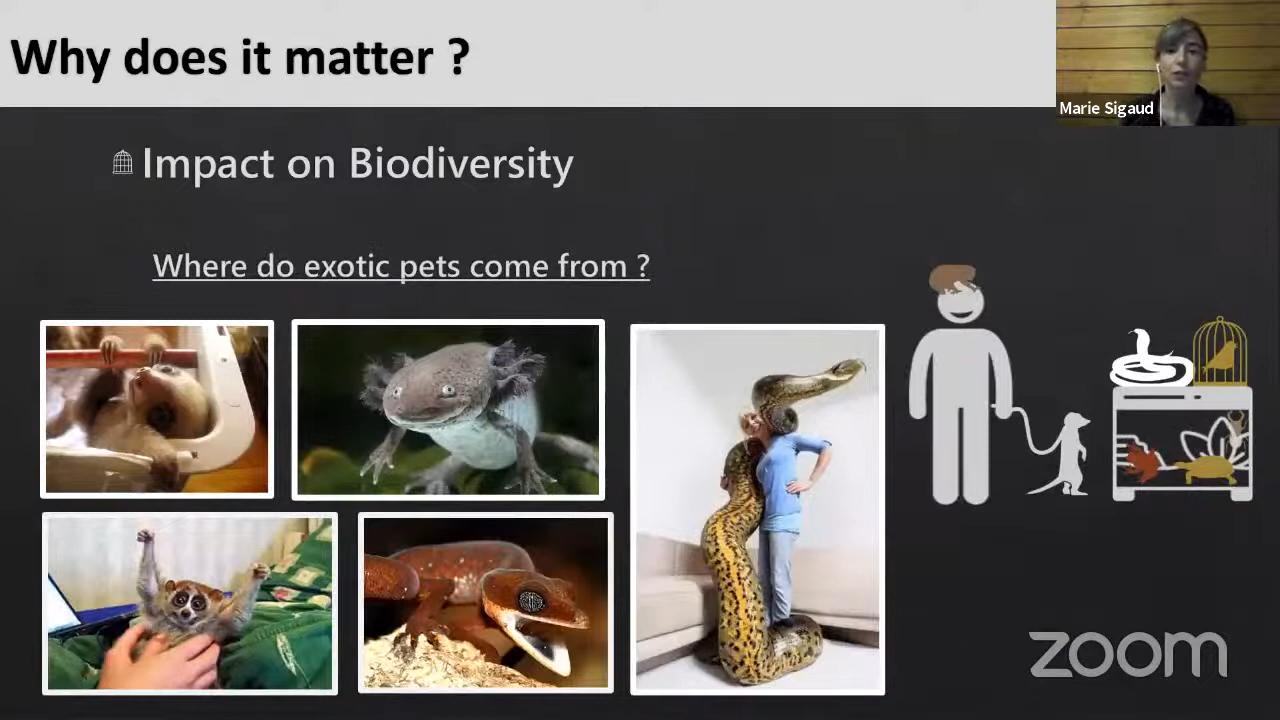 Why does it matter ?
Marie Sigaud
Impact on Biodiversity
Where do exotic pets come from ?
zoom